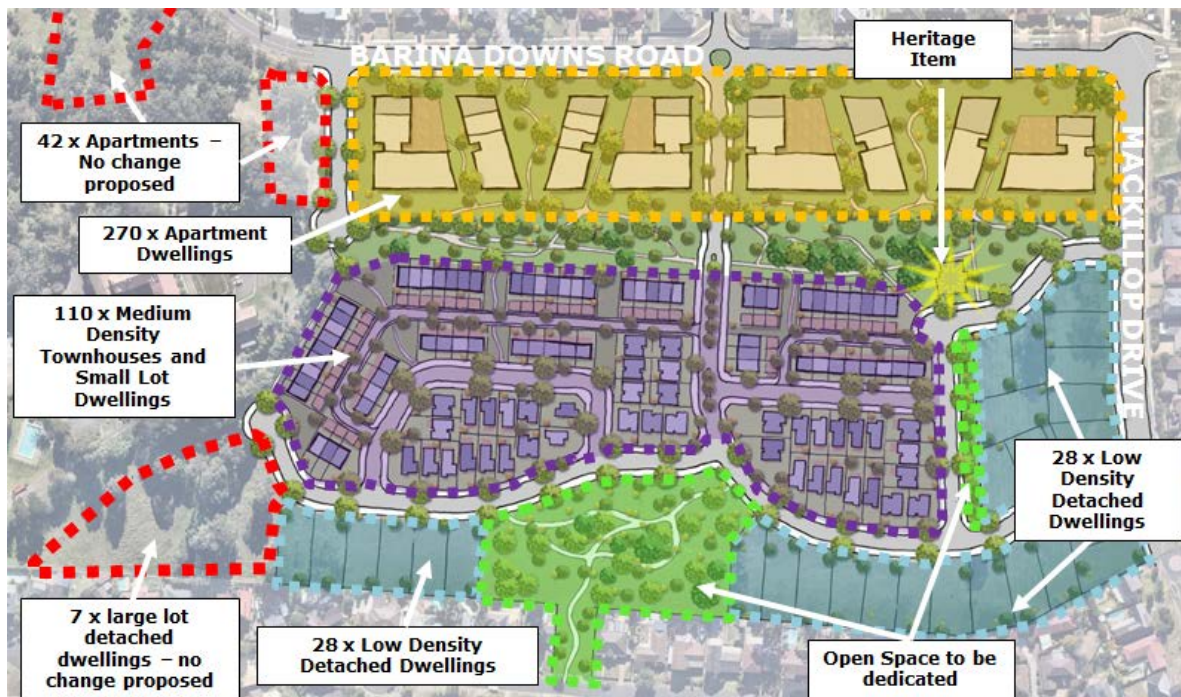 BARINA DOWNS ROAD
Heritage
Item
42 x Apartments –
No change
proposed
MACKILLOP DRIVE
270 x Apartment
Dwellings
110 x Medium
Density
Townhouses and
Small Lot
Dwellings
28 x Low
Density
Detached
Dwellings
7 x large lot
detached
dwellings – no
change proposed
28 x Low Density
Detached Dwellings
Open Space to be
dedicated